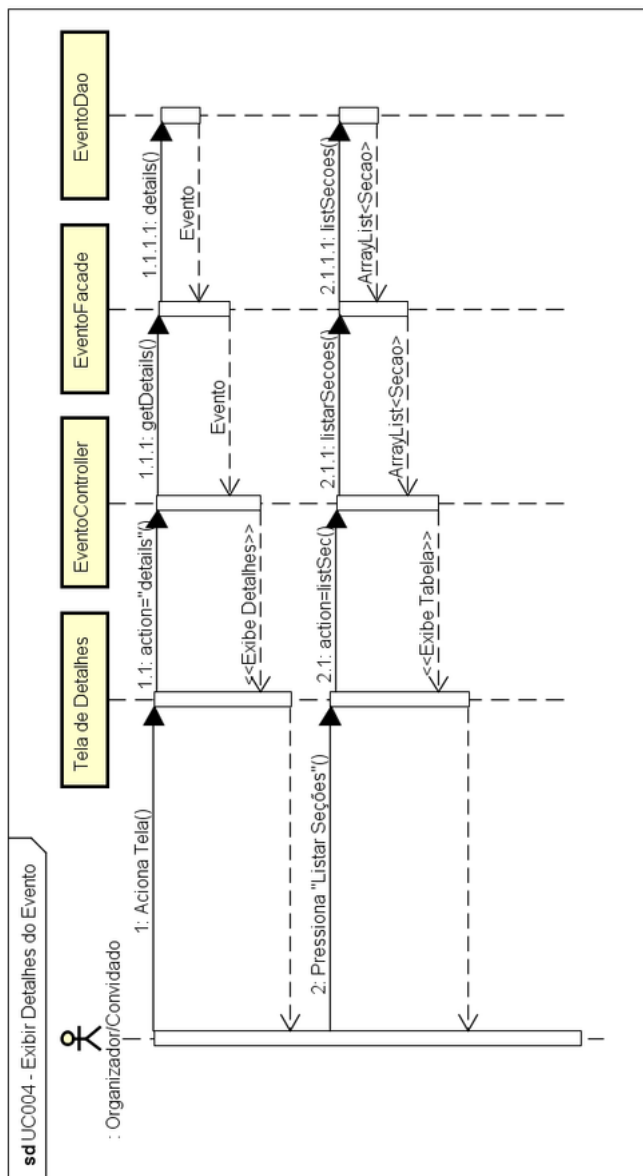 sd UC004 - Exibir Detalhes do Evento
: Organizador/Convidado
Tela de Detalhes
EventoController
EventoFacade
EventoDao
1: Aciona Tela()
1.1: action="details"()
1.1.1: getDetails()
1.1.1.1: details()
Evento
Evento
<<Exibe Detalhes>>
2: Pressiona "Listar Seções"()
2.1: action=listSec()
2.1.1: listarSecoes()
2.1.1.1: listSecoes()
ArrayList<Secao>
ArrayList<Secao>
<<Exibe Tabela>>